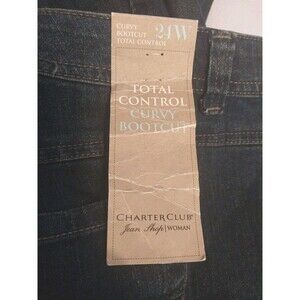 CURVY 24W
BOOTCUT
TOTAL CONTROL
TOTAL
CONTROL
CURVY
BOOTCUT
CHARTER CLUB®
Jean Shop | WOMAN